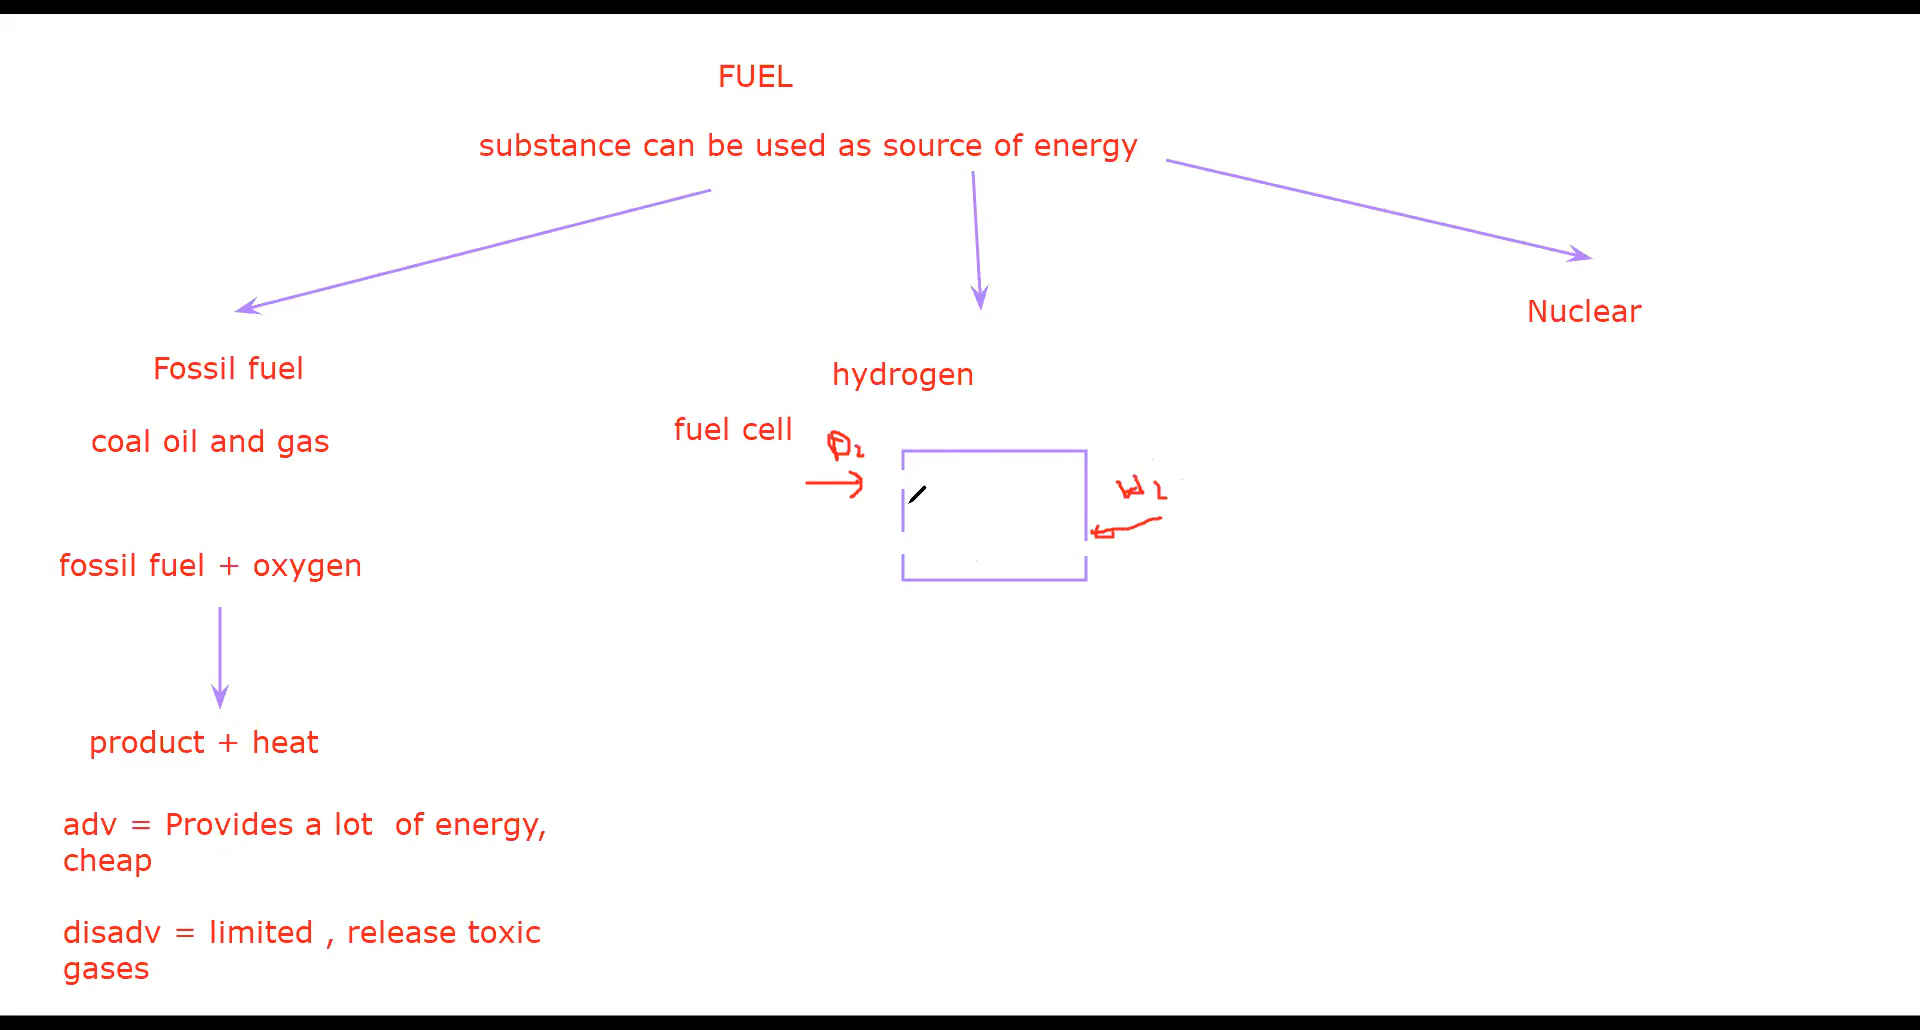 FUEL
substance can be used as source of energy
Nuclear
Fossil fuel
hydrogen
coal oil and gas
fuel cell
O2
H2
fossil fuel + oxygen
product + heat
adv = Provides a lot of energy,
cheap
disadv = limited , release toxic
gases